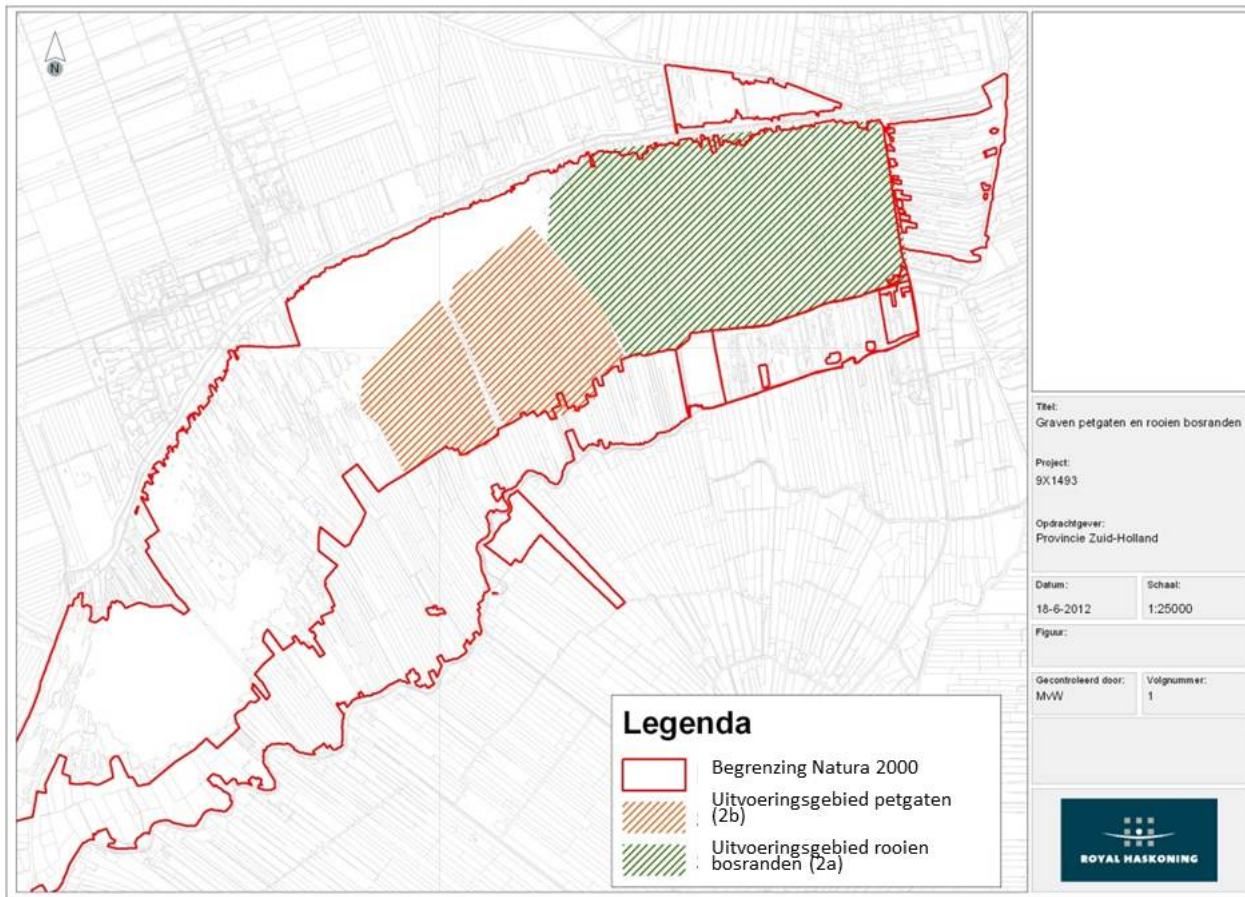 N
Titel:
Graven petgaten en rooien bosranden
Project:
9X1493
Opdrachtgever:
Provincie Zuid-Holland
Datum:
18-6-2012
Schaal:
1:25000
Figuur:
Gecontroleerd door:
MvW
Volgnummer:
1
Legenda
Begrenzing Natura 2000
Uitvoeringsgebied petgaten
(2b)
Uitvoeringsgebied rooien
bosranden (2a)
ROYAL HASKONING